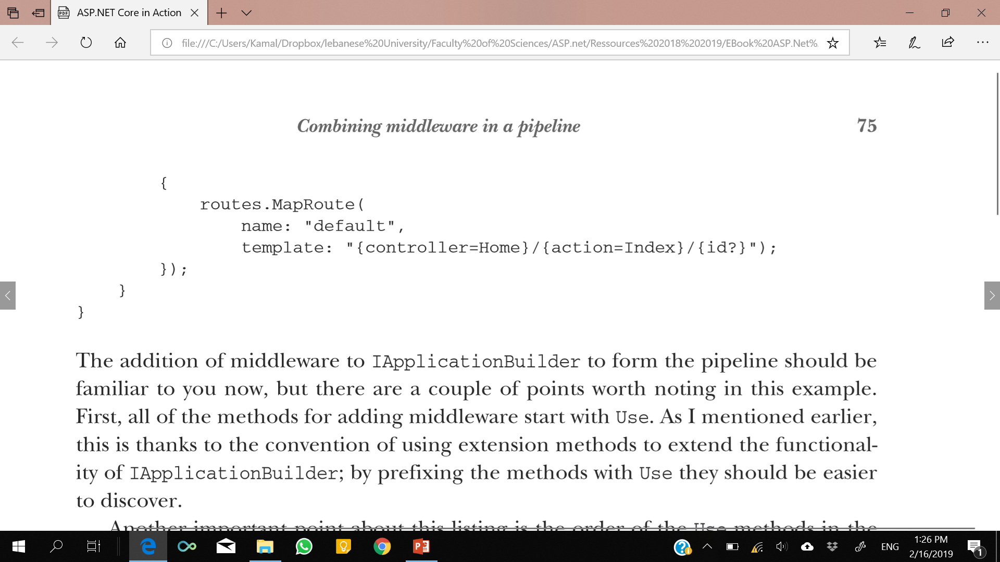 ASP.NET Core in Action
file:///C:/Users/Kamal/Dropbox/lebanese%20University/Faculty%20of%20Sciences/ASP.net/Ressources%202018%202019/EBook%20ASP.Net%
Combining middleware in a pipeline 75
{
routes.MapRoute(
name: "default",
template: "{controller=Home}/{action=Index}/{id?}");
});
}
}
The addition of middleware to IApplicationBuilder to form the pipeline should be
familiar to you now, but there are a couple of points worth noting in this example.
First, all of the methods for adding middleware start with Use. As I mentioned earlier,
this is thanks to the convention of using extension methods to extend the functional-
ity of IApplicationBuilder; by prefixing the methods with Use they should be easier
to discover.
Another important point about this listing is the order of the Use methods in the
ENG
1:26 PM
2/16/2019
1